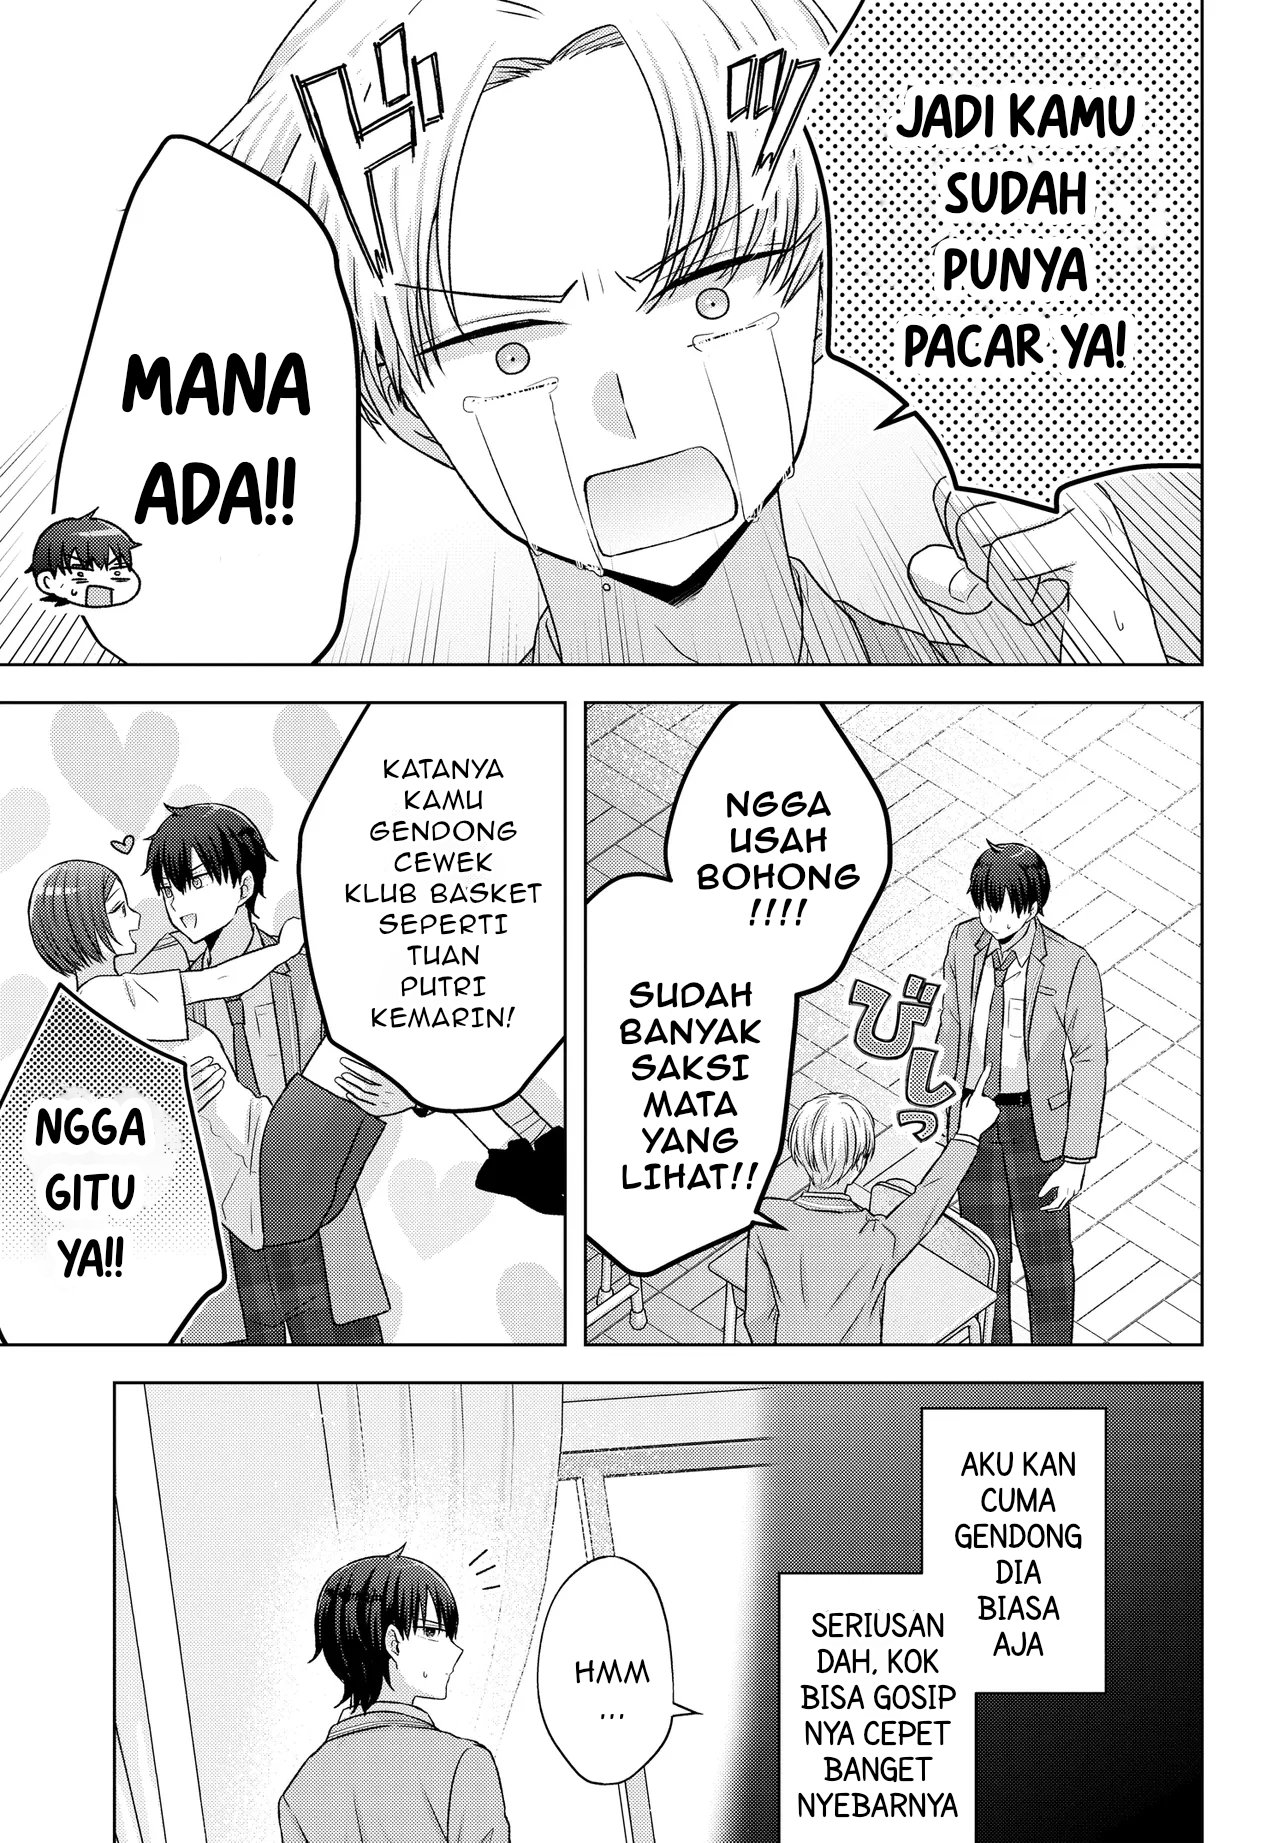 JADI KAMU
SUDAH
PUNYA
PACAR YA!
ドン
MANA
ADA!!
NGGA
USAH
BOHONG
!!!!
SUDAH
BANYAK
SAKSI
MATA
YANG
LIHAT!!
びしっ
KATANYA
KAMU
GENDONG
CEWEK
KLUB BASKET
SEPERTI
TUAN
PUTRI
KEMARIN!
NGGA
GITU
YA!!
AKU KAN
CUMA
GENDONG
DIA
BIASA
AJA
SERIUSAN
DAH, KOK
BISA GOSIP
NYA CEPET
BANGET
NYEBARNYA
HMM
...